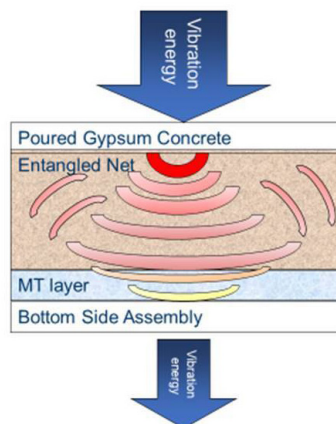 Vibration
energy
Poured Gypsum Concrete
Entangled Net
MT layer
Bottom Side Assembly
Vibration
energy